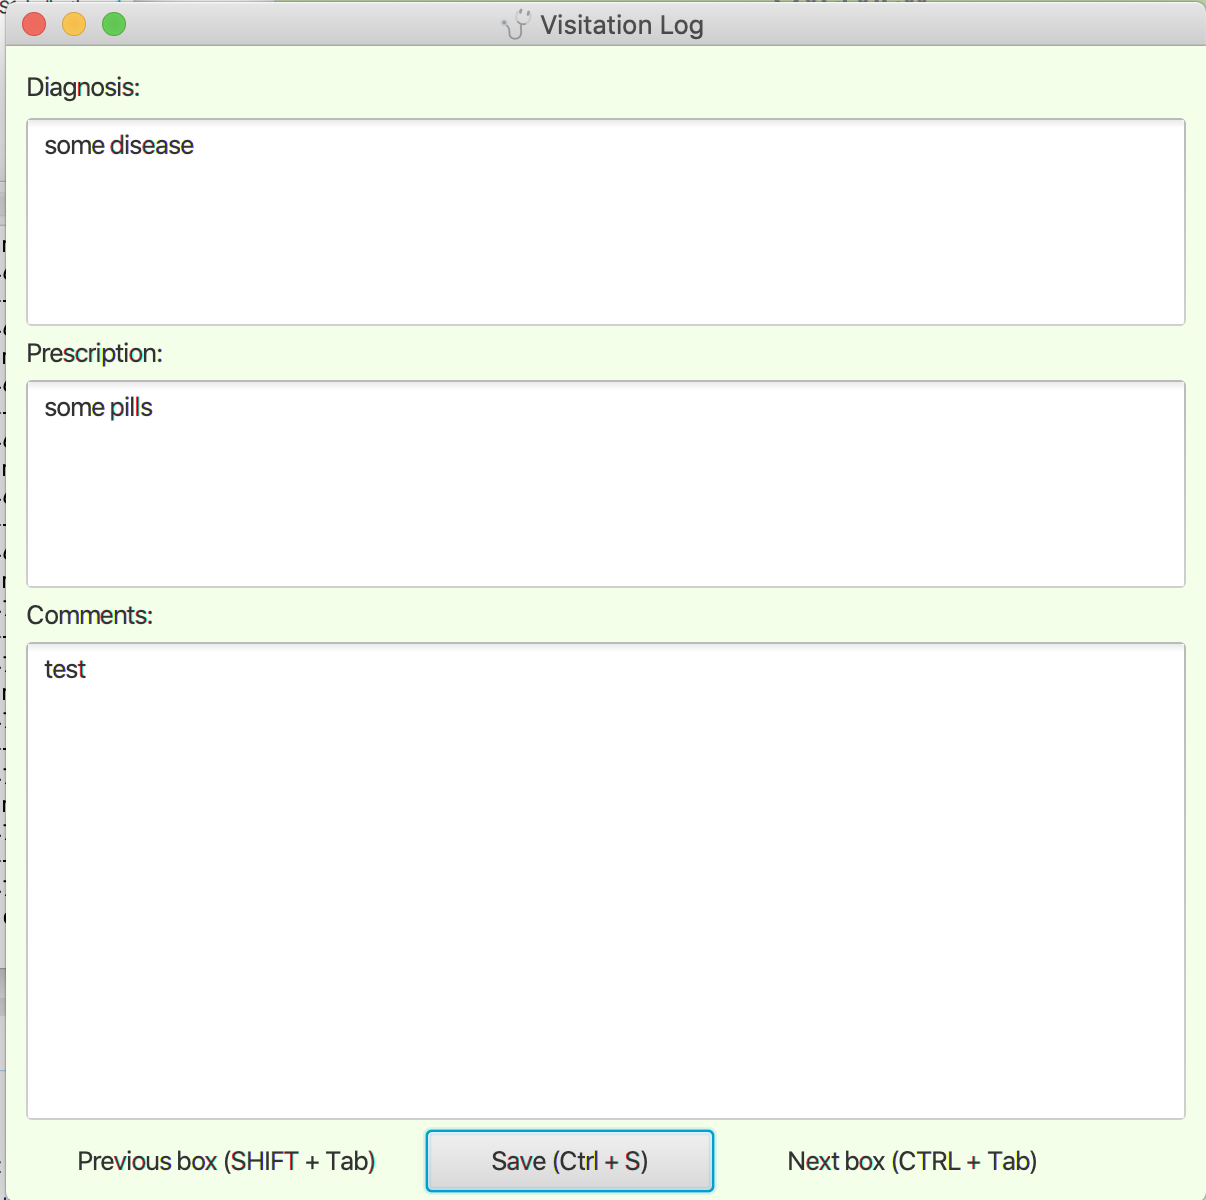 Visitation Log
Diagnosis:
some disease
Prescription:
some pills
Comments:
test
Previous box (SHIFT + Tab)
Save (Ctrl + S)
Next box (CTRL + Tab)